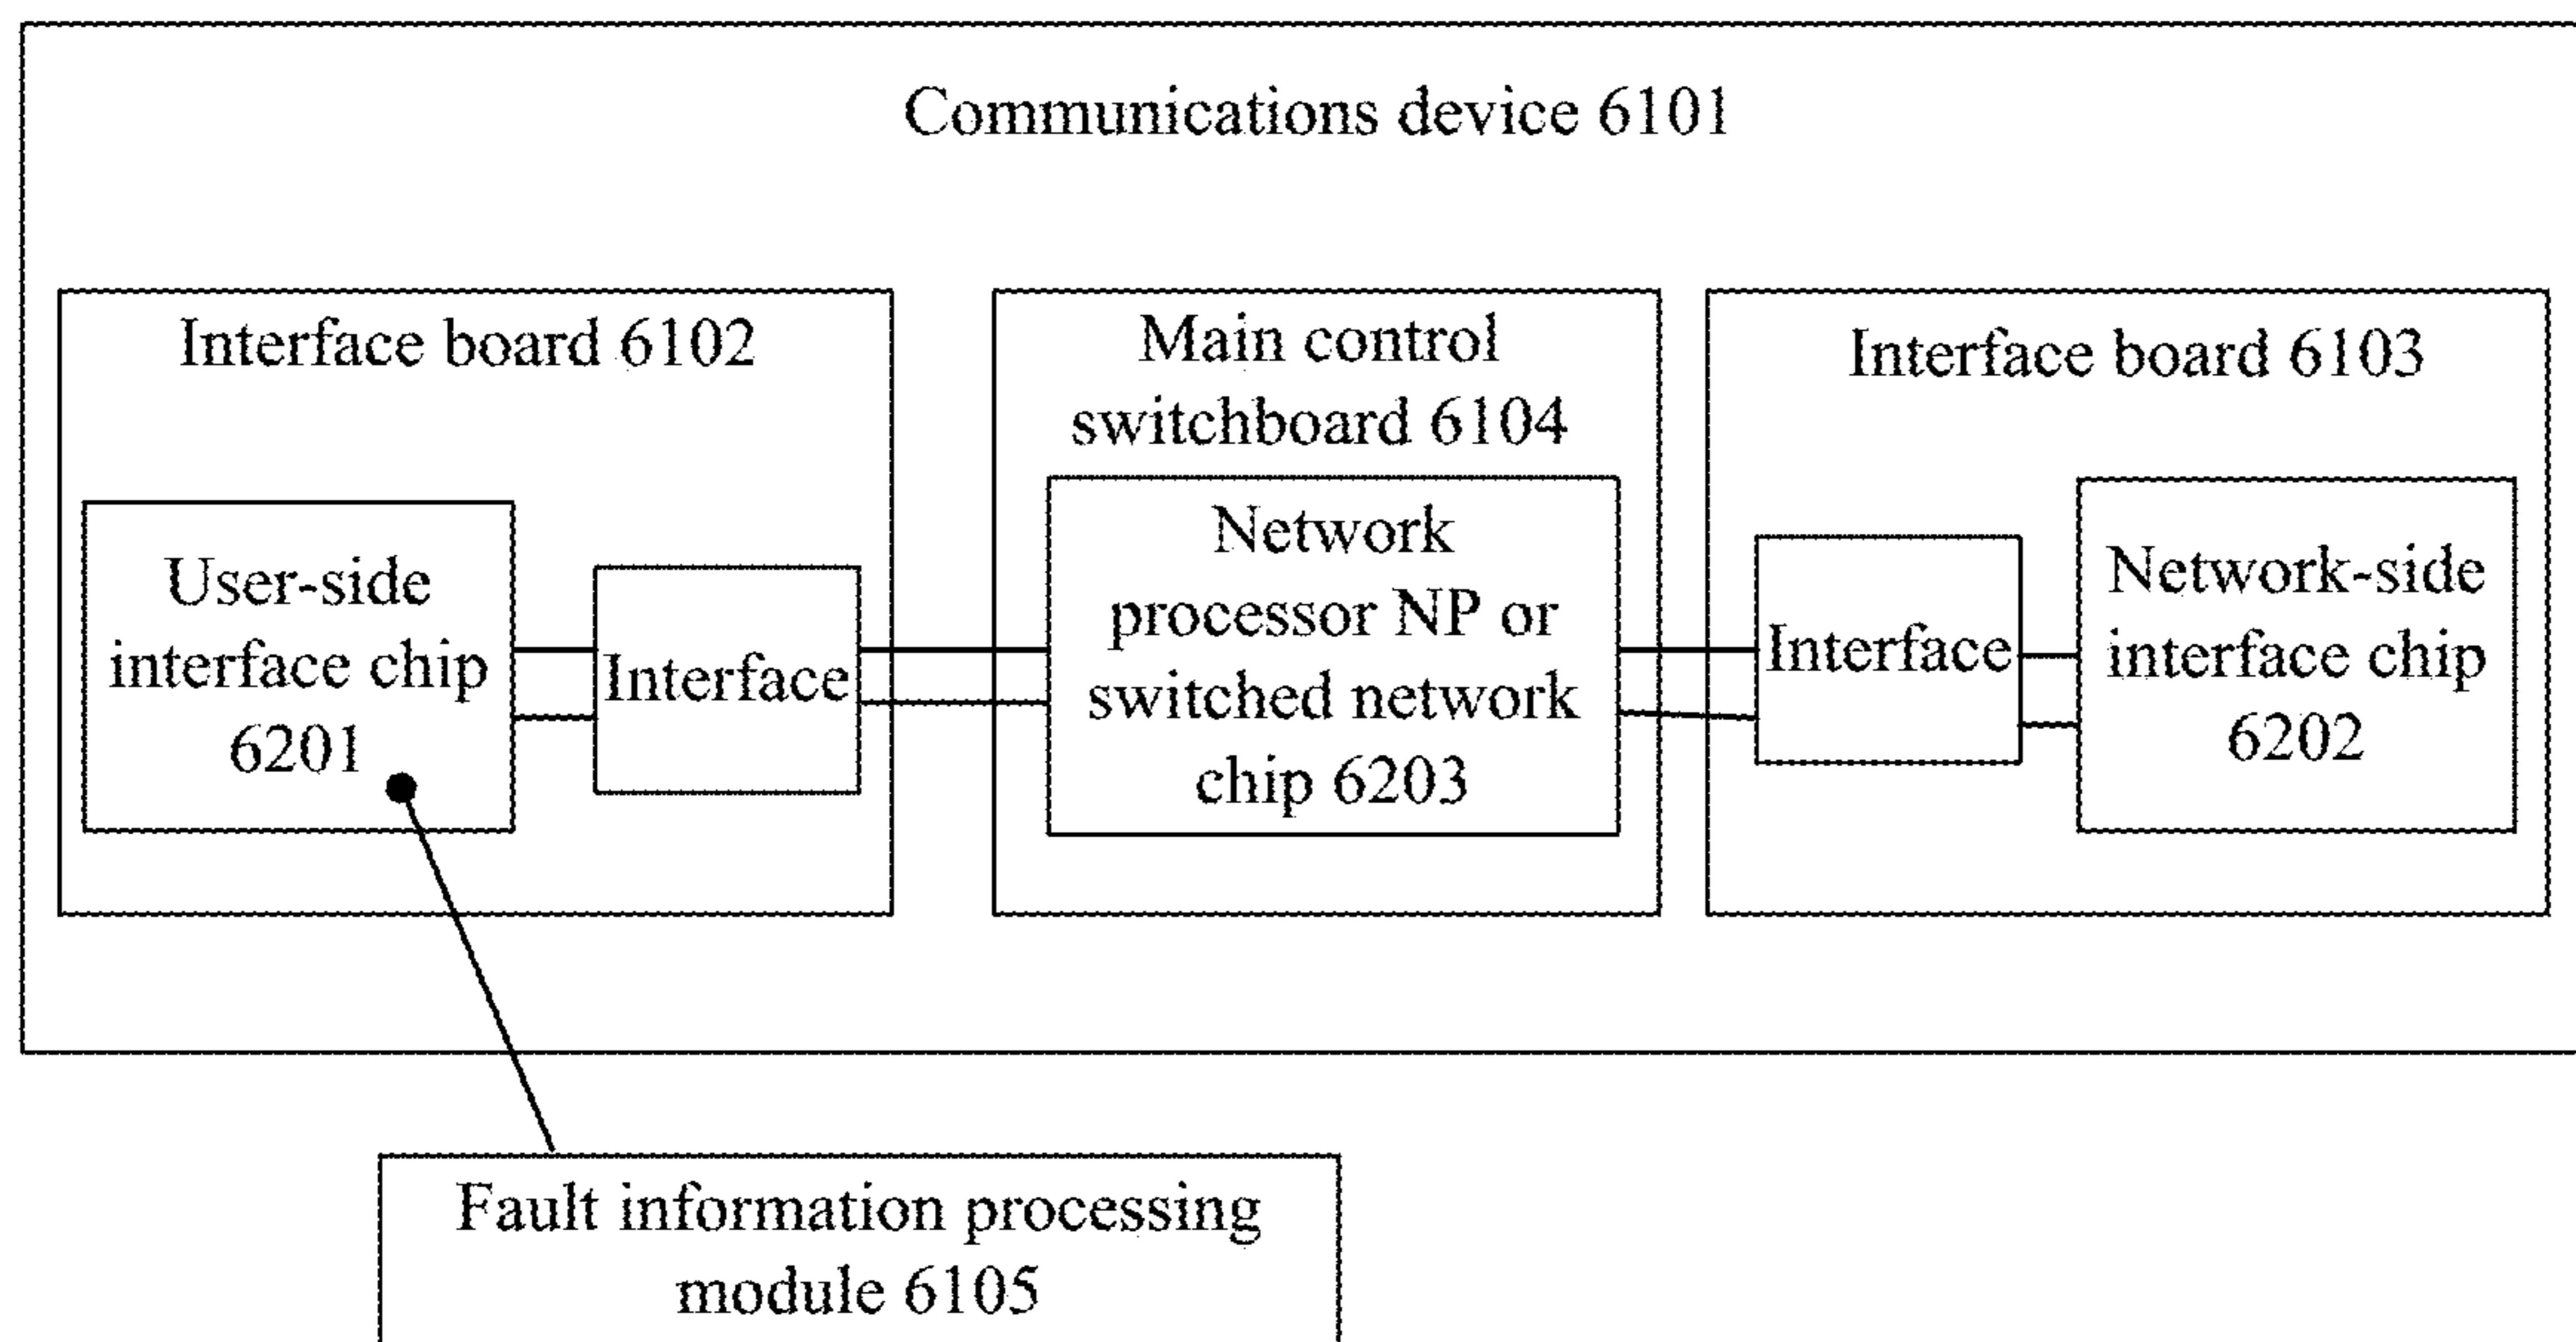 Communications device 6101
Interface board 6102
User-side
interface chip
6201
Interface
Main control
switchboard 6104
Network
processor NP or
switched network
chip 6203
Interface board 6103
Interface
Network-side
interface chip
6202
Fault information processing
module 6105